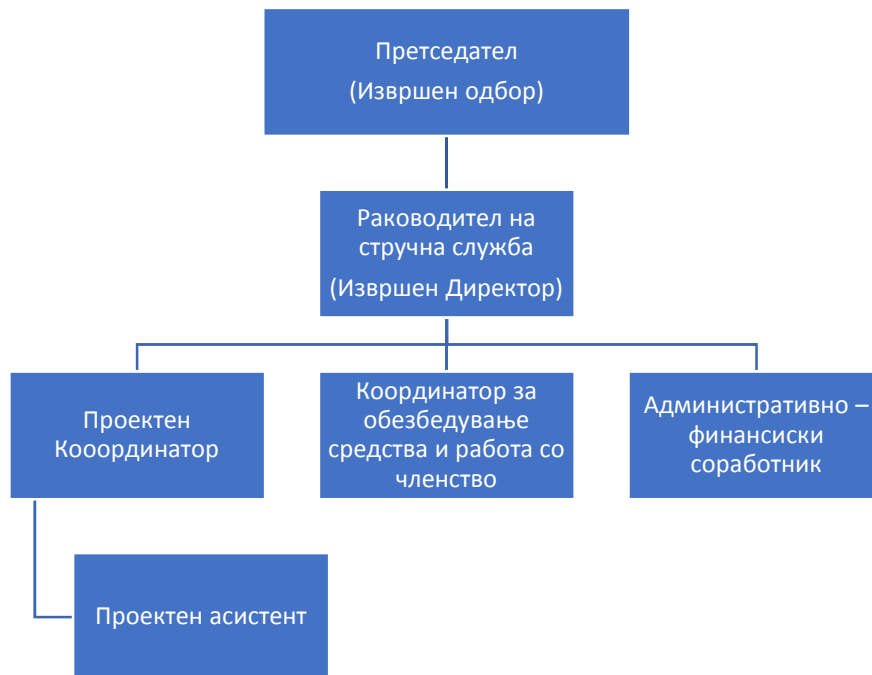 Претседател
(Извршен одбор)
Раководител на
стручна служба
(Извршен Директор)
Проектен
Кооординатор
Координатор за
обезбедување
средства и работа со
членство
Административно –
финансиски
соработник
Проектен асистент